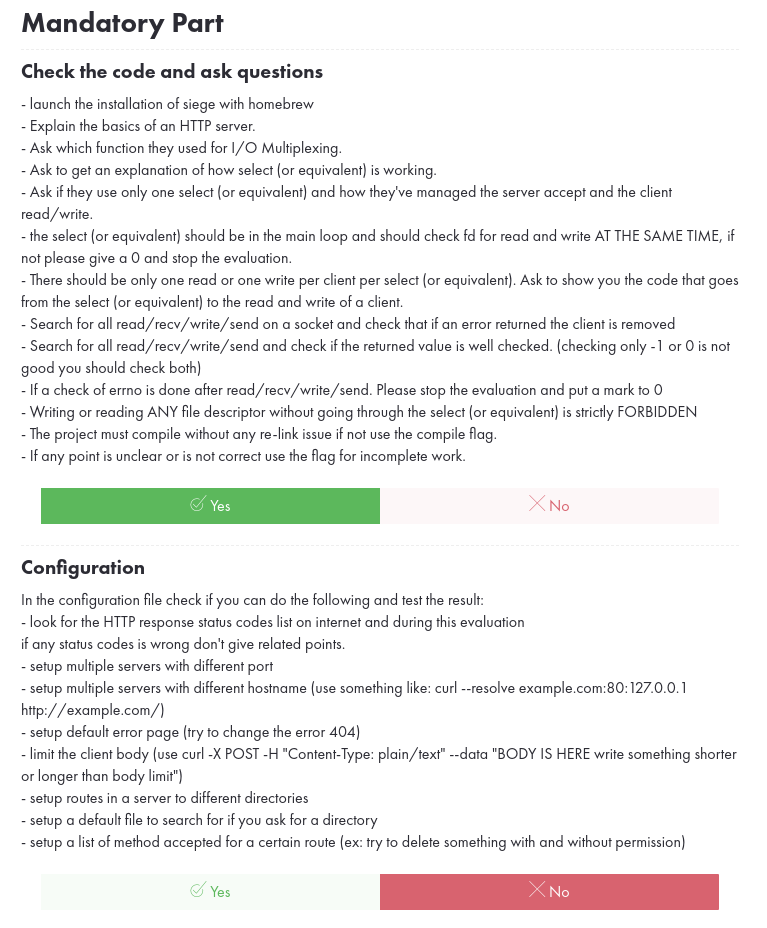 Mandatory Part
Check the code and ask questions
- launch the installation of siege with homebrew
- Explain the basics of an HTTP server.
- Ask which function they used for I/O Multiplexing.
- Ask to get an explanation of how select (or equivalent) is working.
- Ask if they use only one select (or equivalent) and how they've managed the server accept and the client
read/write.
- the select (or equivalent) should be in the main loop and should check fd for read and write AT THE SAME TIME, if
not please give a 0 and stop the evaluation.
- There should be only one read or one write per client per select (or equivalent). Ask to show you the code that goes
from the select (or equivalent) to the read and write of a client.
- Search for all read/recv/write/send on a socket and check that if an error returned the client is removed
- Search for all read/recv/write/send and check if the returned value is well checked. (checking only -1 or 0 is not
good you should check both)
- If a check of errno is done after read/recv/write/send. Please stop the evaluation and put a mark to 0
- Writing or reading ANY file descriptor without going through the select (or equivalent) is strictly FORBIDDEN
- The project must compile without any re-link issue if not use the compile flag.
- If any point is unclear or is not correct use the flag for incomplete work.
Yes
No
Configuration
In the configuration file check if you can do the following and test the result:
- look for the HTTP response status codes list on internet and during this evaluation
if any status codes is wrong don't give related points.
- setup multiple servers with different port
- setup multiple servers with different hostname (use something like: curl --resolve example.com:80:127.0.0.1
http://example.com/)
- setup default error page (try to change the error 404)
- limit the client body (use curl -X POST -H "Content-Type: plain/text" --data "BODY IS HERE write something shorter
or longer than body limit")
- setup routes in a server to different directories
- setup a default file to search for if you ask for a directory
- setup a list of method accepted for a certain route (ex: try to delete something with and without permission)
Yes
No